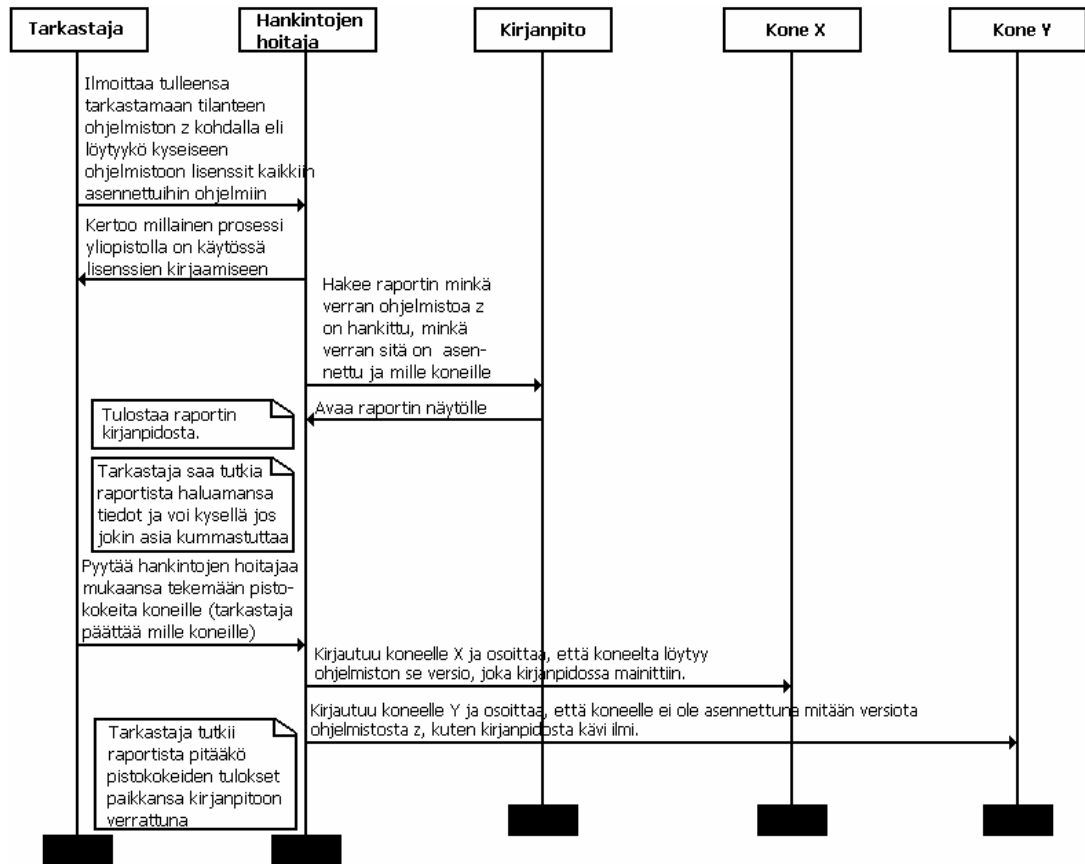 Tarkastaja
Hankintojen
hoitaja
Kirjanpito
Kone X
Kone Y
Ilmoittaa tulleensa
tarkastamaan tilanteen
ohjelmiston z kohdalla eli
löytyykö kyseiseen
ohjelmistoon lisenssit kaikkiin
asennettuihin ohjelmiin
Kertoo millainen prosessi
yliopistolla on käytössä
lisenssien kirjaamiseen
Hakee raportin minkä
verran ohjelmistoa z
on hankittu, minkä
verran sitä on asen-
nettu ja mille koneille
Avaa raportin näytölle
Tulostaa raportin
kirjanpidosta.
Tarkastaja saa tutkia
raportista haluamansa
tiedot ja voi kysellä jos
jokin asia kummastuttaa
Pyytää hankintojen hoitajaa
mukaansa tekemään pisto-
kokeita koneille (tarkastaja
päättää mille koneille)
Kirjautuu koneelle X ja osoittaa, että koneelta löytyy
ohjelmiston se versio, joka kirjanpidossa mainittiin.
Kirjautuu koneelle Y ja osoittaa, että koneelle ei ole asennettuna mitään versiota
ohjelmistosta z, kuten kirjanpidosta kävi ilmi.
Tarkastaja tutkii
raportista pitääkö
pistokokeiden tulokset
paikkansa kirjanpitoon
verrattuna